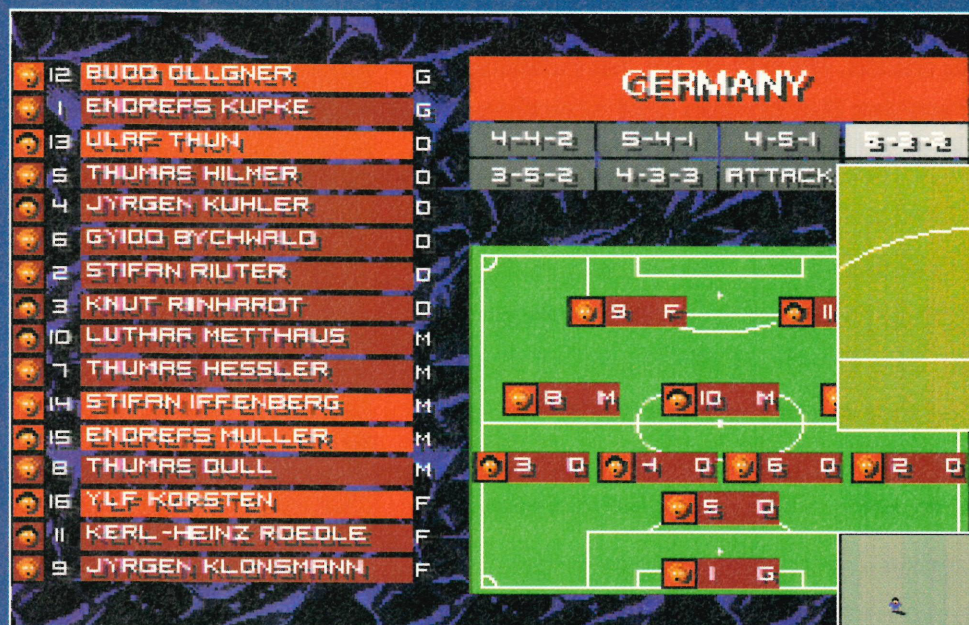 12 BUDO OLLGNER G
1 ENDREFS KUPKE G
13 ULAF THUN D
5 THUMAS HILMER D
4 JYRGEN KUHLER D
6 GYIDO BYCHWALD D
2 STIFAN RIUTER D
3 KNUT RINHARDT D
10 LUTHAR METTHAUS M
7 THUMAS HESSLER M
14 STIFAN IFFENBERG M
15 ENDREFS MULLER M
8 THUMAS DULL M
16 YLF KORSTEN F
11 KERL-HEINZ ROEDLE F
9 JYRGEN KLONSMANN F
GERMANY
4-4-2 5-4-1 4-5-1 5-3-2
3-5-2 4-3-3 ATTACK
9 F 11
8 M 10 M
3 D 4 D 6 D 2 D
5 D
1 G